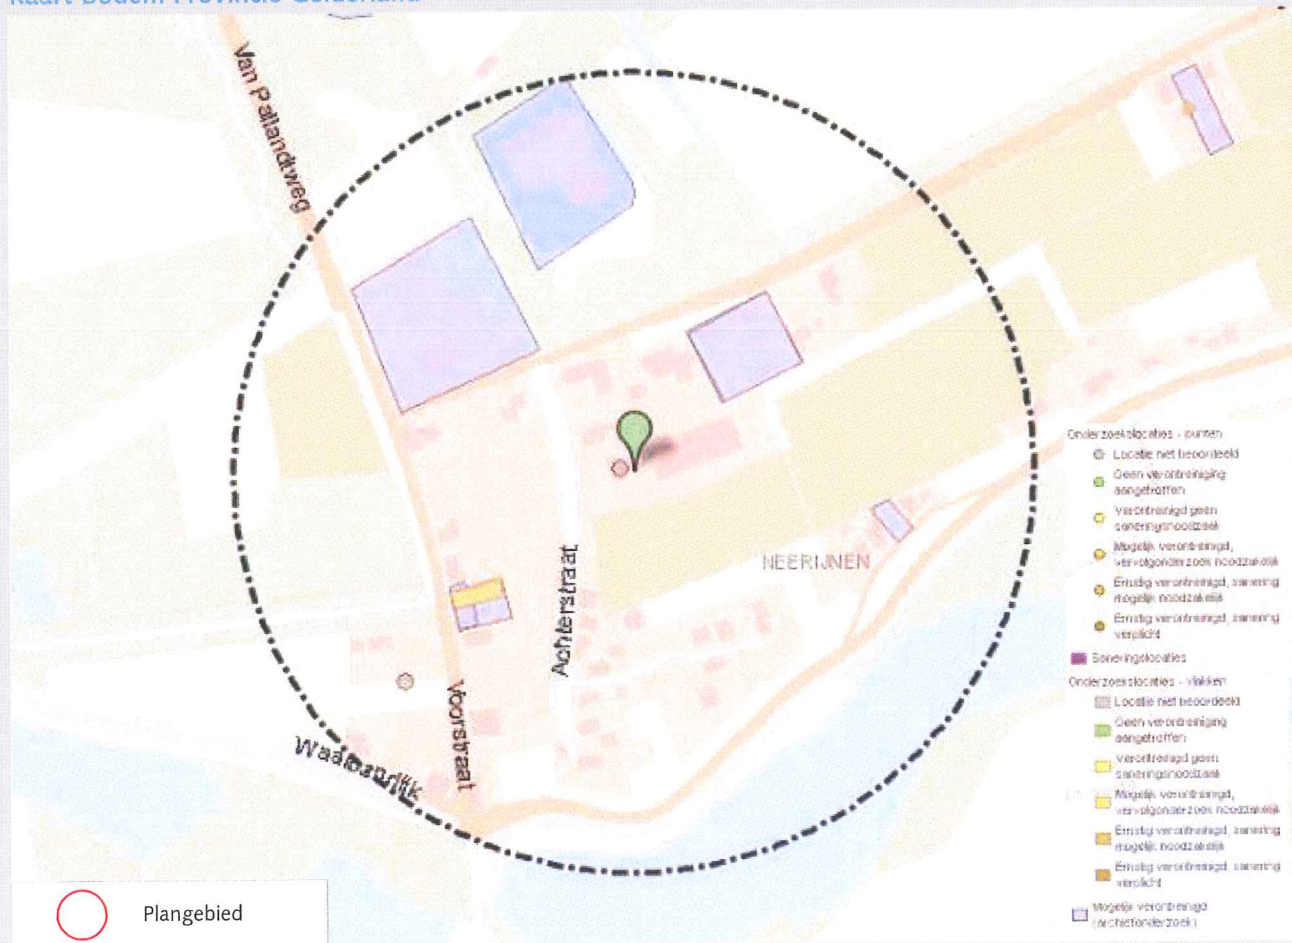 Kaart Bodem Provincie Gelderland
Van Pallandtweg
NEERIJNEN
Achterstraat
Voorstraat
Waalbandijk
Onderzoekslocaties - punten
Locatie niet beoordeeld
Geen verontreiniging
aangetroffen
Verontreinigd geen
saneringsnoodzaak
Mogelijk verontreinigd,
vervolgonderzoek noodzakelijk
Ernstig verontreinigd, sanering
mogelijk noodzakelijk
Ernstig verontreinigd, sanering
verplicht
Saneringslocaties
Onderzoekslocaties - vlakken
Locatie niet beoordeeld
Geen verontreiniging
aangetroffen
Verontreinigd geen
saneringsnoodzaak
Mogelijk verontreinigd,
vervolgonderzoek noodzakelijk
Ernstig verontreinigd, sanering
mogelijk noodzakelijk
Ernstig verontreinigd, sanering
verplicht
Mogelijk verontreinigd
(archiefonderzoek)
Plangebied